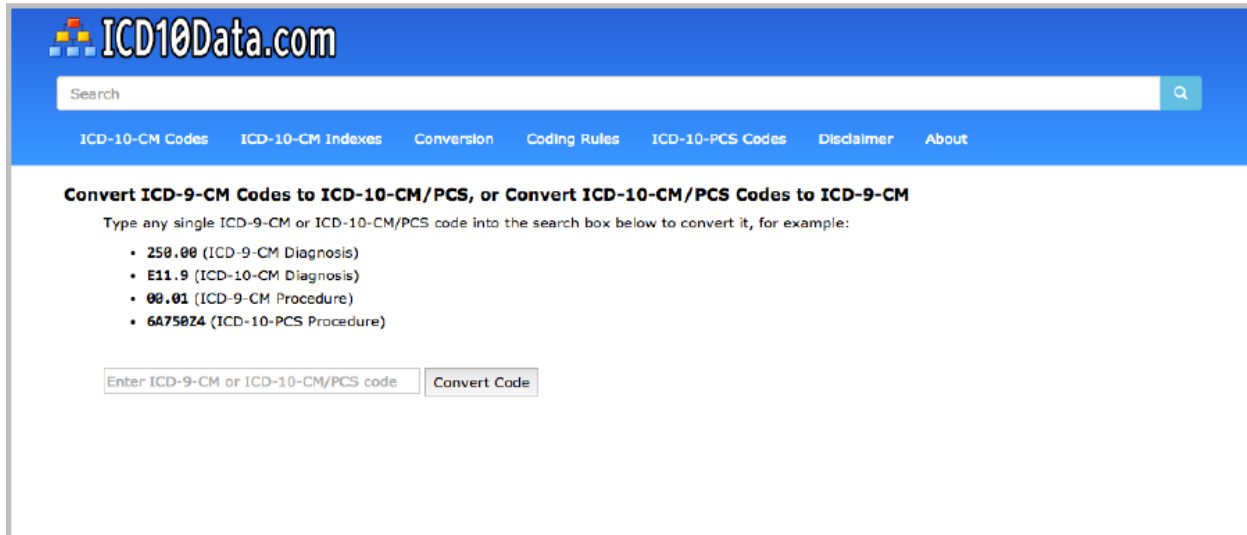 ICD10Data.com
Search
ICD-10-CM Codes ICD-10-CM Indexes Conversion Coding Rules ICD-10-PCS Codes Disclaimer About
Convert ICD-9-CM Codes to ICD-10-CM/PCS, or Convert ICD-10-CM/PCS Codes to ICD-9-CM
Type any single ICD-9-CM or ICD-10-CM/PCS code into the search box below to convert it, for example:
• 250.00 (ICD-9-CM Diagnosis)
• E11.9 (ICD-10-CM Diagnosis)
• 00.01 (ICD-9-CM Procedure)
• 6A750Z4 (ICD-10-PCS Procedure)
Enter ICD-9-CM or ICD-10-CM/PCS code Convert Code